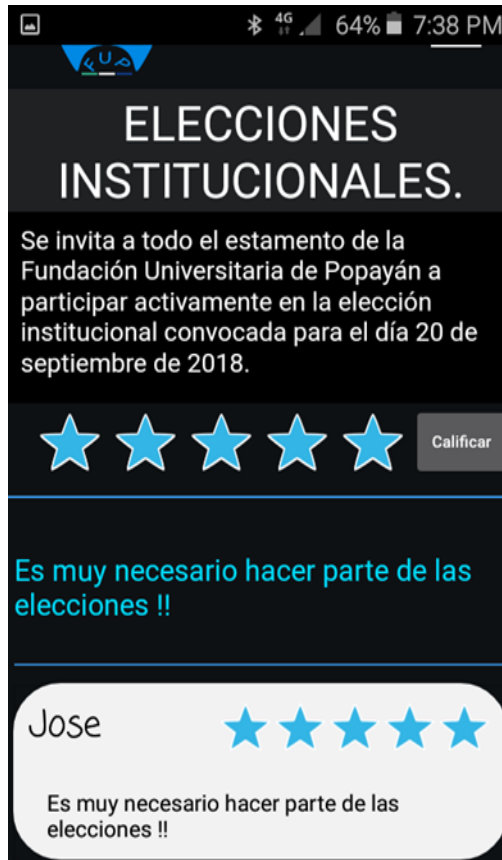 4G 64% 7:38 PM
FUP
ELECCIONES
INSTITUCIONALES.
Se invita a todo el estamento de la
Fundación Universitaria de Popayán a
participar activamente en la elección
institucional convocada para el día 20 de
septiembre de 2018.
Calificar
Es muy necesario hacer parte de las
elecciones !!
Jose
Es muy necesario hacer parte de las
elecciones !!